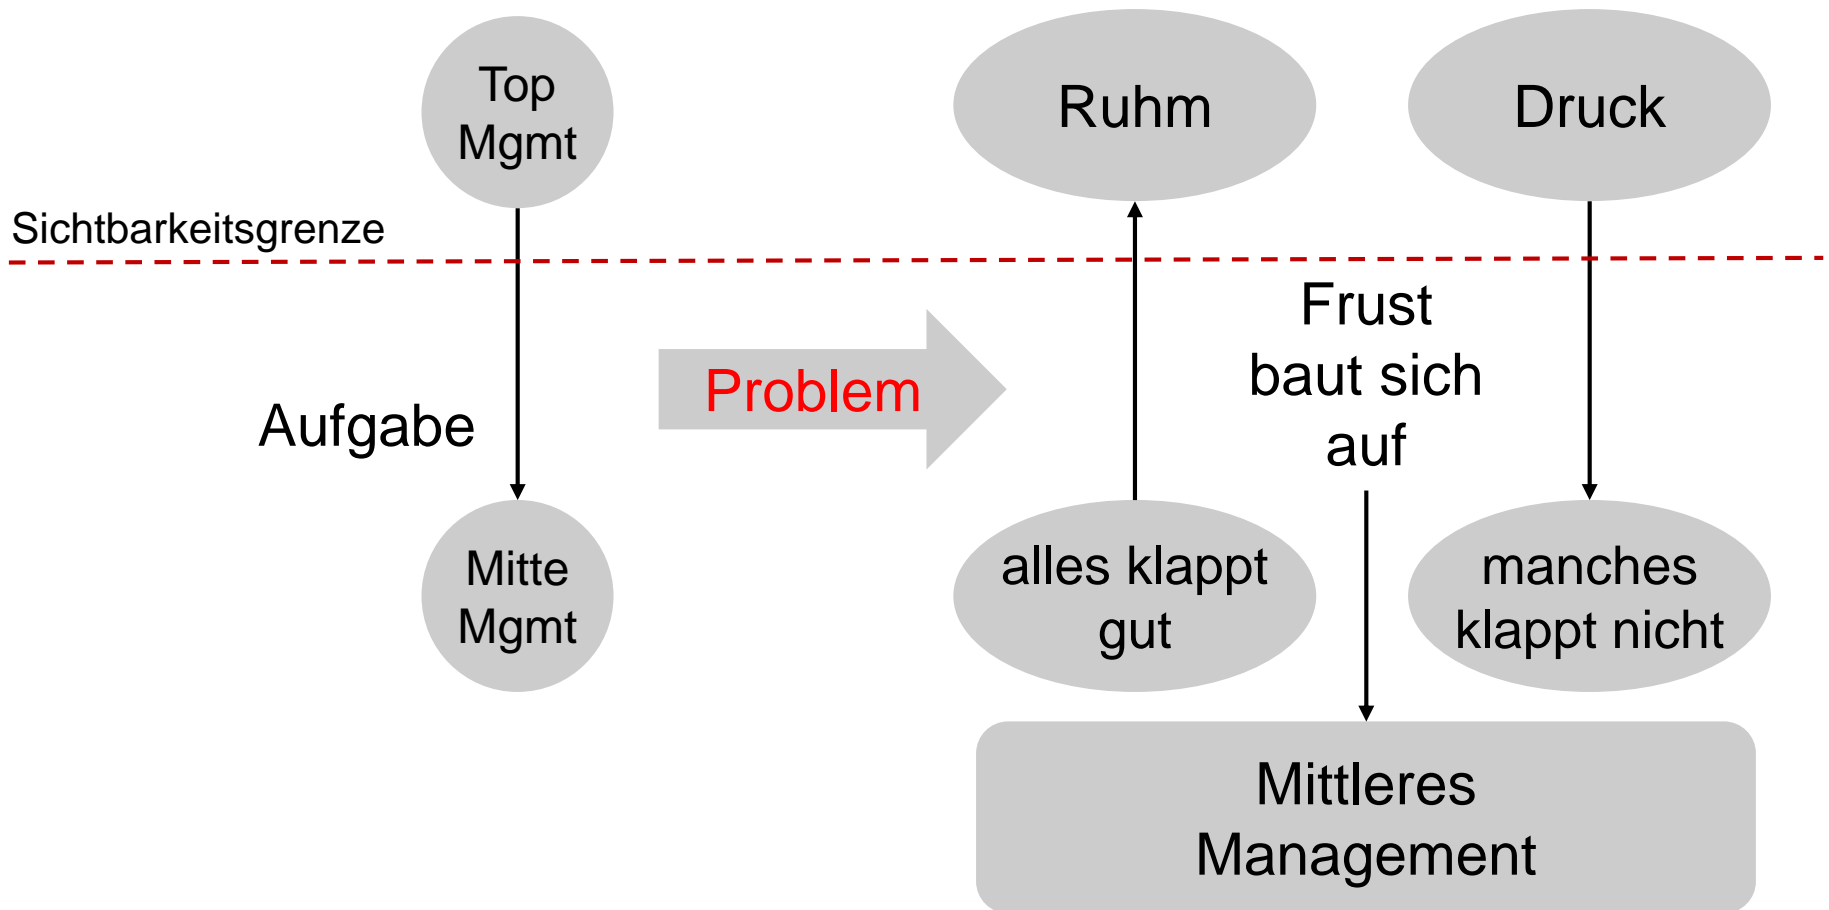 Top
Mgmt
Ruhm
Druck
Sichtbarkeitsgrenze
Aufgabe
Problem
Frust
baut sich
auf
Mitte
Mgmt
alles klappt
gut
manches
klappt nicht
Mittleres
Management